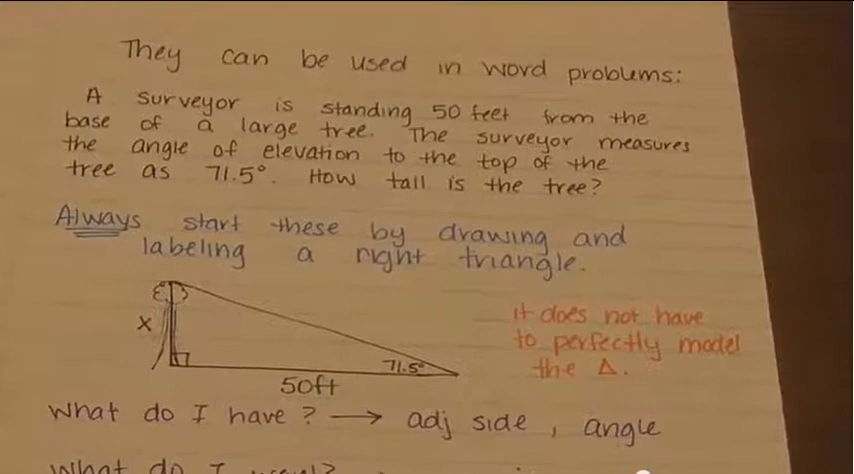 They can be used in word problems:
A surveyor is standing 50 feet from the
base of a large tree. The surveyor measures
the angle of elevation to the top of the
tree as 71.5°. How tall is the tree?
Always start these by drawing and
labeling a right triangle.
It does not have
to perfectly model
the Δ.
x
71.5°
50ft
What do I have? → adj side, angle
What do I